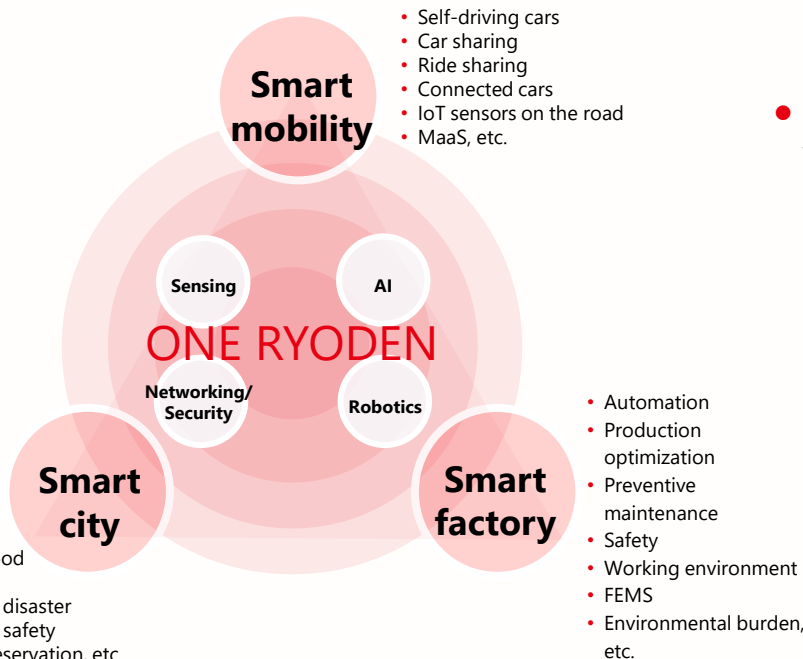 • Self-driving cars
• Car sharing
• Ride sharing
• Connected cars
• IoT sensors on the road
• MaaS, etc.
Smart
mobility
Sensing
AI
ONE RYODEN
Networking/
Security
Robotics
Smart
city
Smart
factory
• Automation
• Production
optimization
• Preventive
maintenance
• Safety
• Working environment
• FEMS
• Environmental burden,
etc.
disaster
safety
etc.